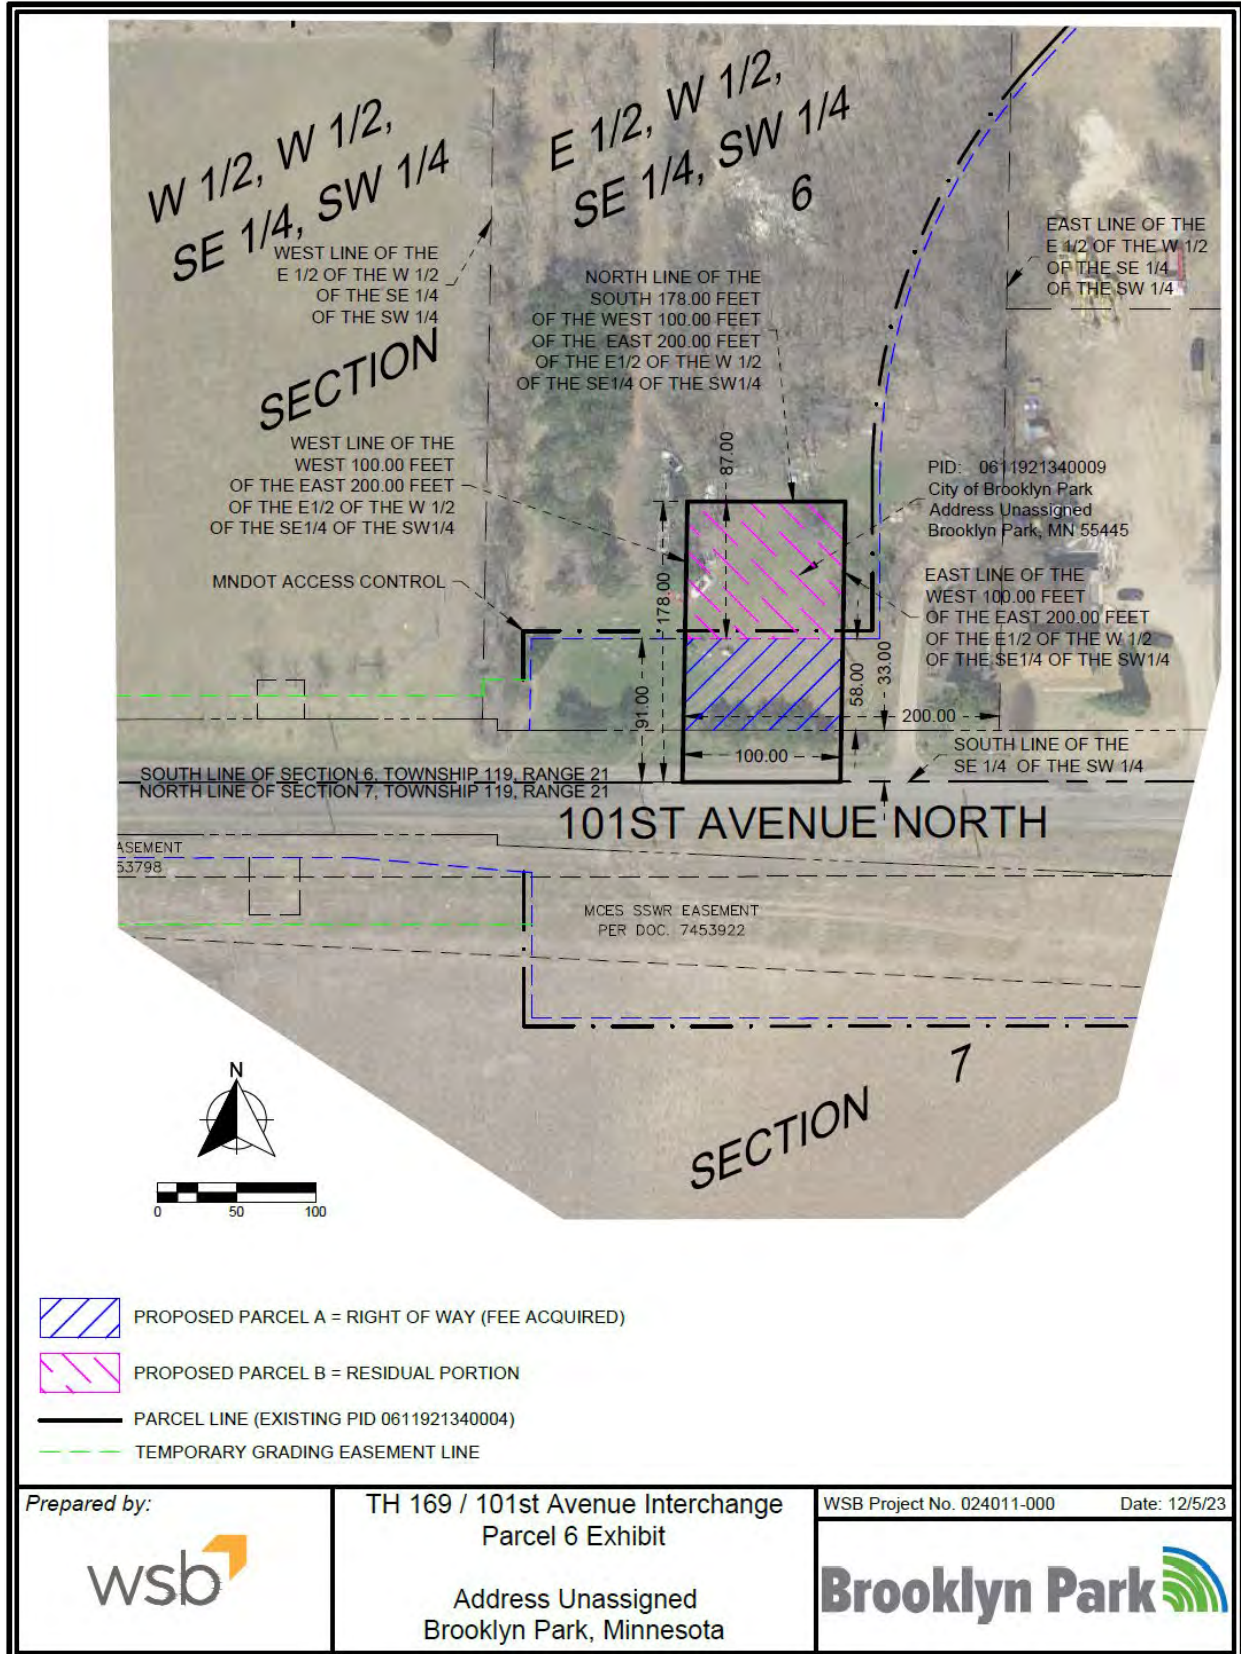 W 1/2, W 1/2,
SE 1/4, SW 1/4
E 1/2, W 1/2,
SE 1/4, SW 1/4
6
WEST LINE OF THE
E 1/2 OF THE W 1/2
OF THE SE 1/4
OF THE SW 1/4
SECTION
NORTH LINE OF THE
SOUTH 178.00 FEET
OF THE WEST 100.00 FEET
OF THE EAST 200.00 FEET
OF THE E1/2 OF THE W 1/2
OF THE SE1/4 OF THE SW1/4
EAST LINE OF THE
E 1/2 OF THE W 1/2
OF THE SE 1/4
OF THE SW 1/4
WEST LINE OF THE
WEST 100.00 FEET
OF THE EAST 200.00 FEET
OF THE E1/2 OF THE W 1/2
OF THE SE1/4 OF THE SW1/4
MNDOT ACCESS CONTROL
87.00
178.00
91.00
58.00
33.00
200.00
100.00
PID: 0611921340009
City of Brooklyn Park
Address Unassigned
Brooklyn Park, MN 55445
EAST LINE OF THE
WEST 100.00 FEET
OF THE EAST 200.00 FEET
OF THE E1/2 OF THE W 1/2
OF THE SE1/4 OF THE SW1/4
SOUTH LINE OF THE
SE 1/4 OF THE SW 1/4
SOUTH LINE OF SECTION 6, TOWNSHIP 119, RANGE 21
NORTH LINE OF SECTION 7, TOWNSHIP 119, RANGE 21
101ST AVENUE NORTH
ASEMENT
53798
MCES SSWR EASEMENT
PER DOC. 7453922
SECTION 7
N
0 50 100
PROPOSED PARCEL A = RIGHT OF WAY (FEE ACQUIRED)
PROPOSED PARCEL B = RESIDUAL PORTION
PARCEL LINE (EXISTING PID 0611921340004)
TEMPORARY GRADING EASEMENT LINE
Prepared by:
wsb
TH 169 / 101st Avenue Interchange
Parcel 6 Exhibit
Address Unassigned
Brooklyn Park, Minnesota
WSB Project No. 024011-000 Date: 12/5/23
Brooklyn Park